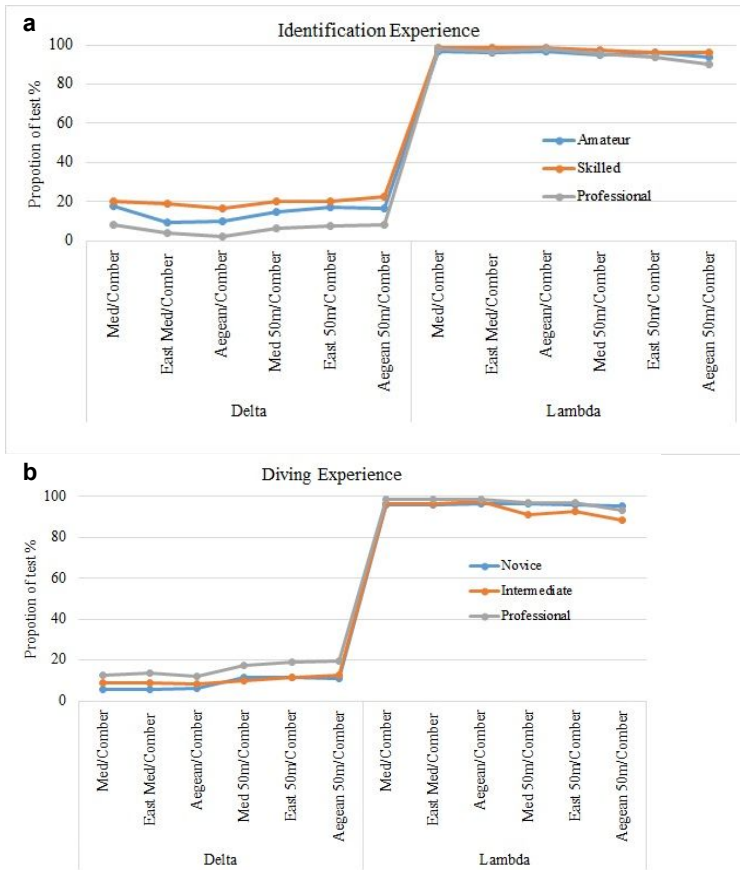 a
Identification Experience
Propotion of test %
100
80
60
40
20
0
Amateur
Skilled
Professional
Med/Comber
East Med/Comber
Aegean/Comber
Med 50m/Comber
East 50m/Comber
Aegean 50m/Comber
Med/Comber
East Med/Comber
Aegean/Comber
Med 50m/Comber
East 50m/Comber
Aegean 50m/Comber
Delta
Lambda
b
Diving Experience
Propotion of test %
100
80
60
40
20
0
Novice
Intermediate
Professional
Med/Comber
East Med/Comber
Aegean/Comber
Med 50m/Comber
East 50m/Comber
Aegean 50m/Comber
Med/Comber
East Med/Comber
Aegean/Comber
Med 50m/Comber
East 50m/Comber
Aegean 50m/Comber
Delta
Lambda